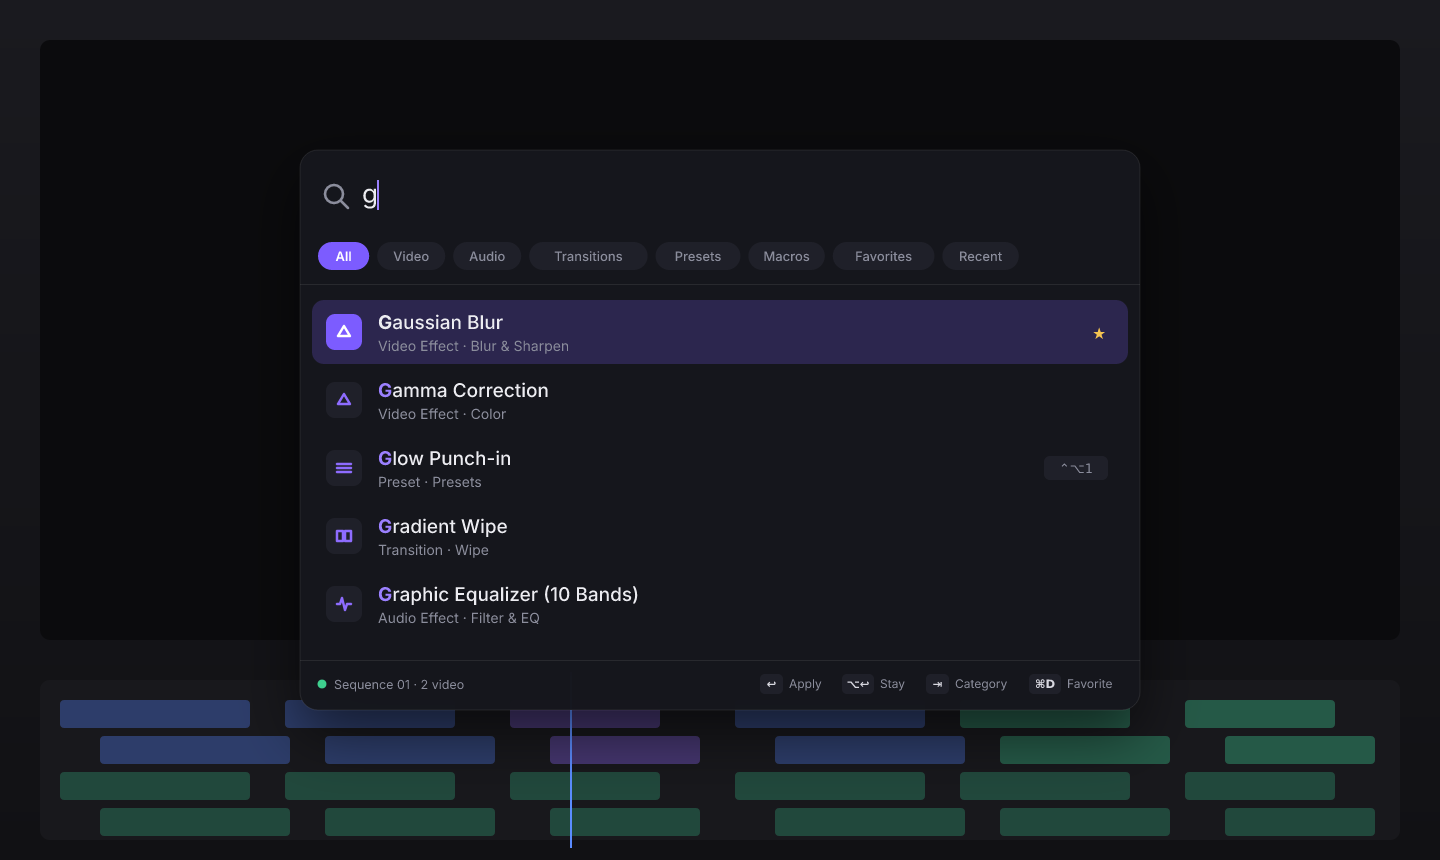 g
All Video Audio Transitions Presets Macros Favorites Recent
Gaussian Blur
Video Effect · Blur & Sharpen
★
Gamma Correction
Video Effect · Color
Glow Punch-in
Preset · Presets
⌃⌥1
Gradient Wipe
Transition · Wipe
Graphic Equalizer (10 Bands)
Audio Effect · Filter & EQ
Sequence 01 · 2 video ↩ Apply ⌥↩ Stay ⇥ Category ⌘D Favorite